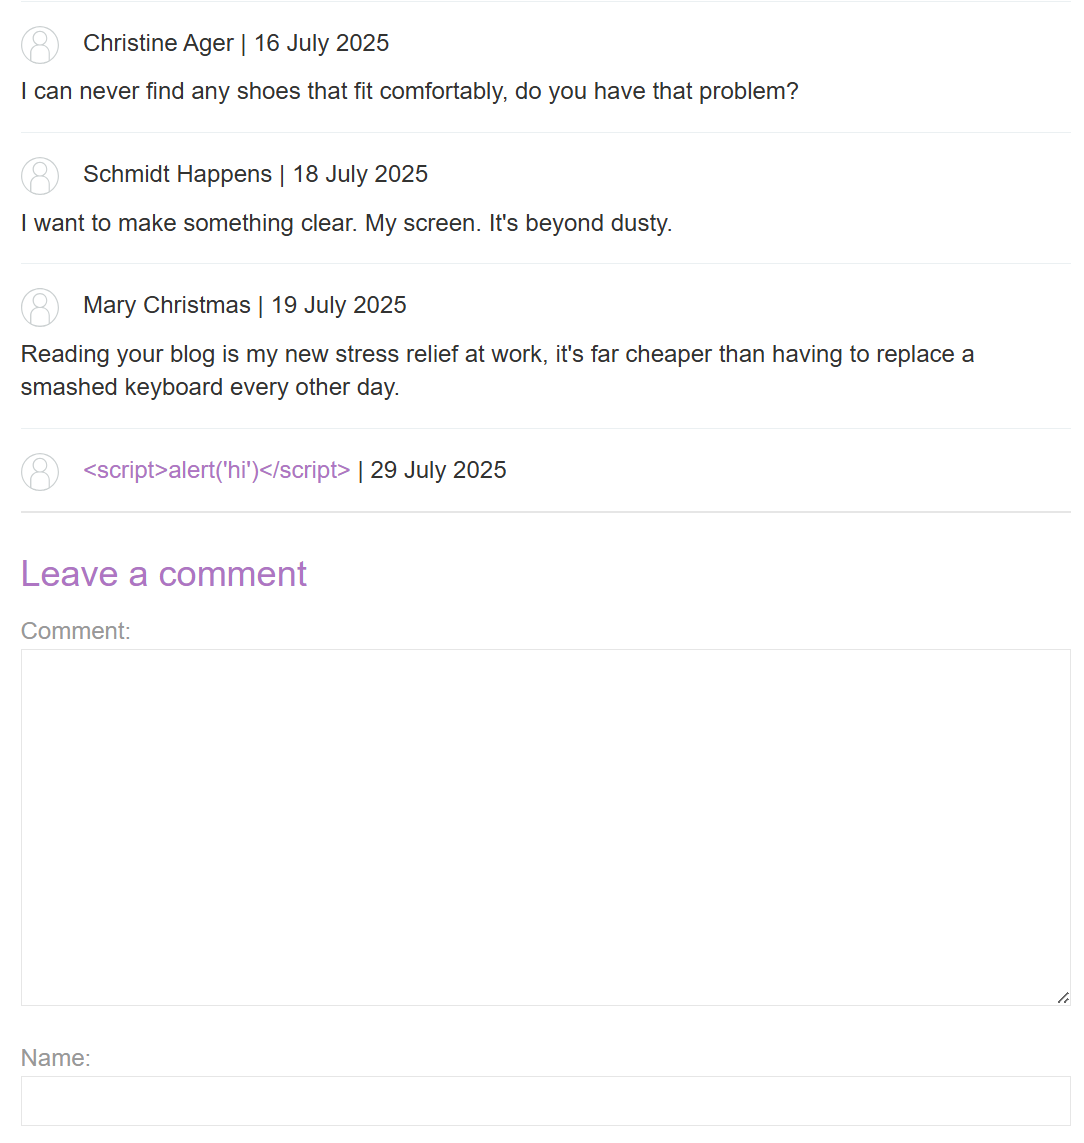 Christine Ager | 16 July 2025
I can never find any shoes that fit comfortably, do you have that problem?
Schmidt Happens | 18 July 2025
I want to make something clear. My screen. It's beyond dusty.
Mary Christmas | 19 July 2025
Reading your blog is my new stress relief at work, it's far cheaper than having to replace a
smashed keyboard every other day.
<script>alert('hi')</script> | 29 July 2025
Leave a comment
Comment:
Name: